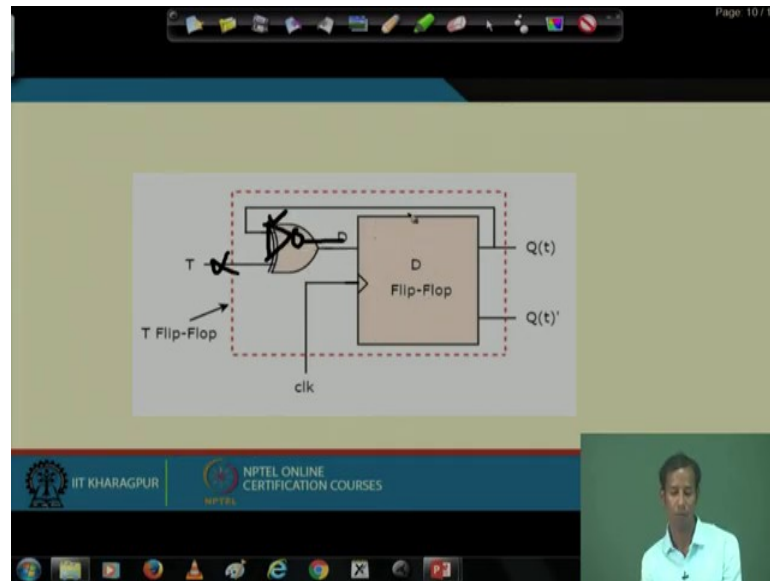 Page: 10 / 1
T
D
Q(t)
D
Flip-Flop
T Flip-Flop
Q(t)'
clk
IIT KHARAGPUR
NPTEL
NPTEL ONLINE
CERTIFICATION COURSES